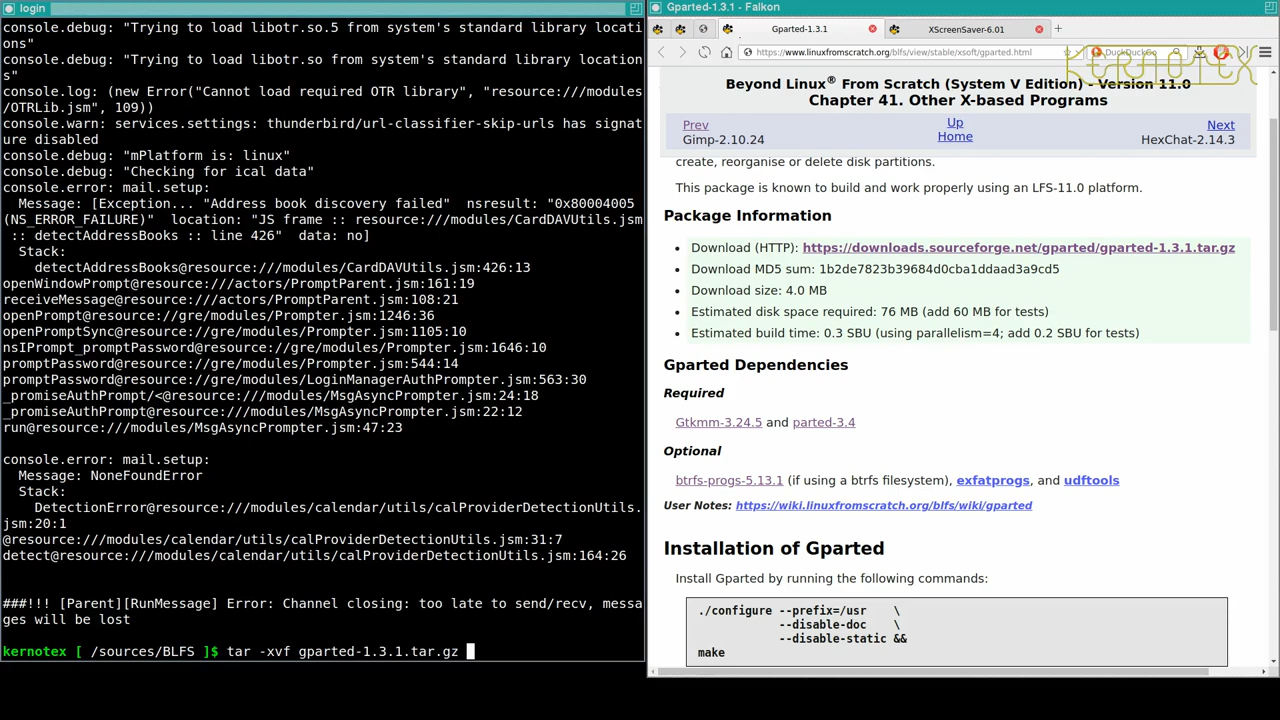 login
console.debug: "Trying to load libotr.so.5 from system's standard library locati
ons"
console.debug: "Trying to load libotr.so from system's standard library location
s"
console.log: (new Error("Cannot load required OTR library", "resource:///modules
/OTRLib.jsm", 109))
console.warn: services.settings: thunderbird/url-classifier-skip-urls has signat
ure disabled
console.debug: "mPlatform is: linux"
console.debug: "Checking for ical data"
console.error: mail.setup:
Message: [Exception... "Address book discovery failed"  nsresult: "0x80004005
(NS_ERROR_FAILURE)"  location: "JS frame :: resource:///modules/CardDAVUtils.jsm
:: detectAddressBooks :: line 426"  data: no]
Stack:
detectAddressBooks@resource:///modules/CardDAVUtils.jsm:426:13
openWindowPrompt@resource:///actors/PromptParent.jsm:161:19
receiveMessage@resource:///actors/PromptParent.jsm:108:21
openPrompt@resource://gre/modules/Prompter.jsm:1246:36
openPromptSync@resource://gre/modules/Prompter.jsm:1105:10
nsIPrompt_promptPassword@resource://gre/modules/Prompter.jsm:1646:10
promptPassword@resource://gre/modules/Prompter.jsm:544:14
promptPassword@resource://gre/modules/LoginManagerAuthPrompter.jsm:563:30
_promiseAuthPrompt/<@resource:///modules/MsgAsyncPrompter.jsm:24:18
_promiseAuthPrompt@resource:///modules/MsgAsyncPrompter.jsm:22:12
run@resource:///modules/MsgAsyncPrompter.jsm:47:23
console.error: mail.setup:
Message: NoneFoundError
Stack:
DetectionError@resource:///modules/calendar/utils/calProviderDetectionUtils.
jsm:20:1
@resource:///modules/calendar/utils/calProviderDetectionUtils.jsm:31:7
detect@resource:///modules/calendar/utils/calProviderDetectionUtils.jsm:164:26
###!!! [Parent][RunMessage] Error: Channel closing: too late to send/recv, messa
ges will be lost
kernotex [ /sources/BLFS ]$ tar -xvf gparted-1.3.1.tar.gz
Gparted-1.3.1 - Falkon
Gparted-1.3.1 XScreenSaver-6.01
https://www.linuxfromscratch.org/blfs/view/stable/xsoft/gparted.html DuckDuckGo
KERNOTEX
Beyond Linux® From Scratch (System V Edition) - Version 11.0
Chapter 41. Other X-based Programs
Prev Up Next
Gimp-2.10.24 Home HexChat-2.14.3
create, reorganise or delete disk partitions.
This package is known to build and work properly using an LFS-11.0 platform.
Package Information
Download (HTTP): https://downloads.sourceforge.net/gparted/gparted-1.3.1.tar.gz
Download MD5 sum: 1b2de7823b39684d0cba1ddaad3a9cd5
Download size: 4.0 MB
Estimated disk space required: 76 MB (add 60 MB for tests)
Estimated build time: 0.3 SBU (using parallelism=4; add 0.2 SBU for tests)
Gparted Dependencies
Required
Gtkmm-3.24.5 and parted-3.4
Optional
btrfs-progs-5.13.1 (if using a btrfs filesystem), exfatprogs, and udftools
User Notes: https://wiki.linuxfromscratch.org/blfs/wiki/gparted
Installation of Gparted
Install Gparted by running the following commands:
./configure --prefix=/usr    \
--disable-doc    \
--disable-static &&
make